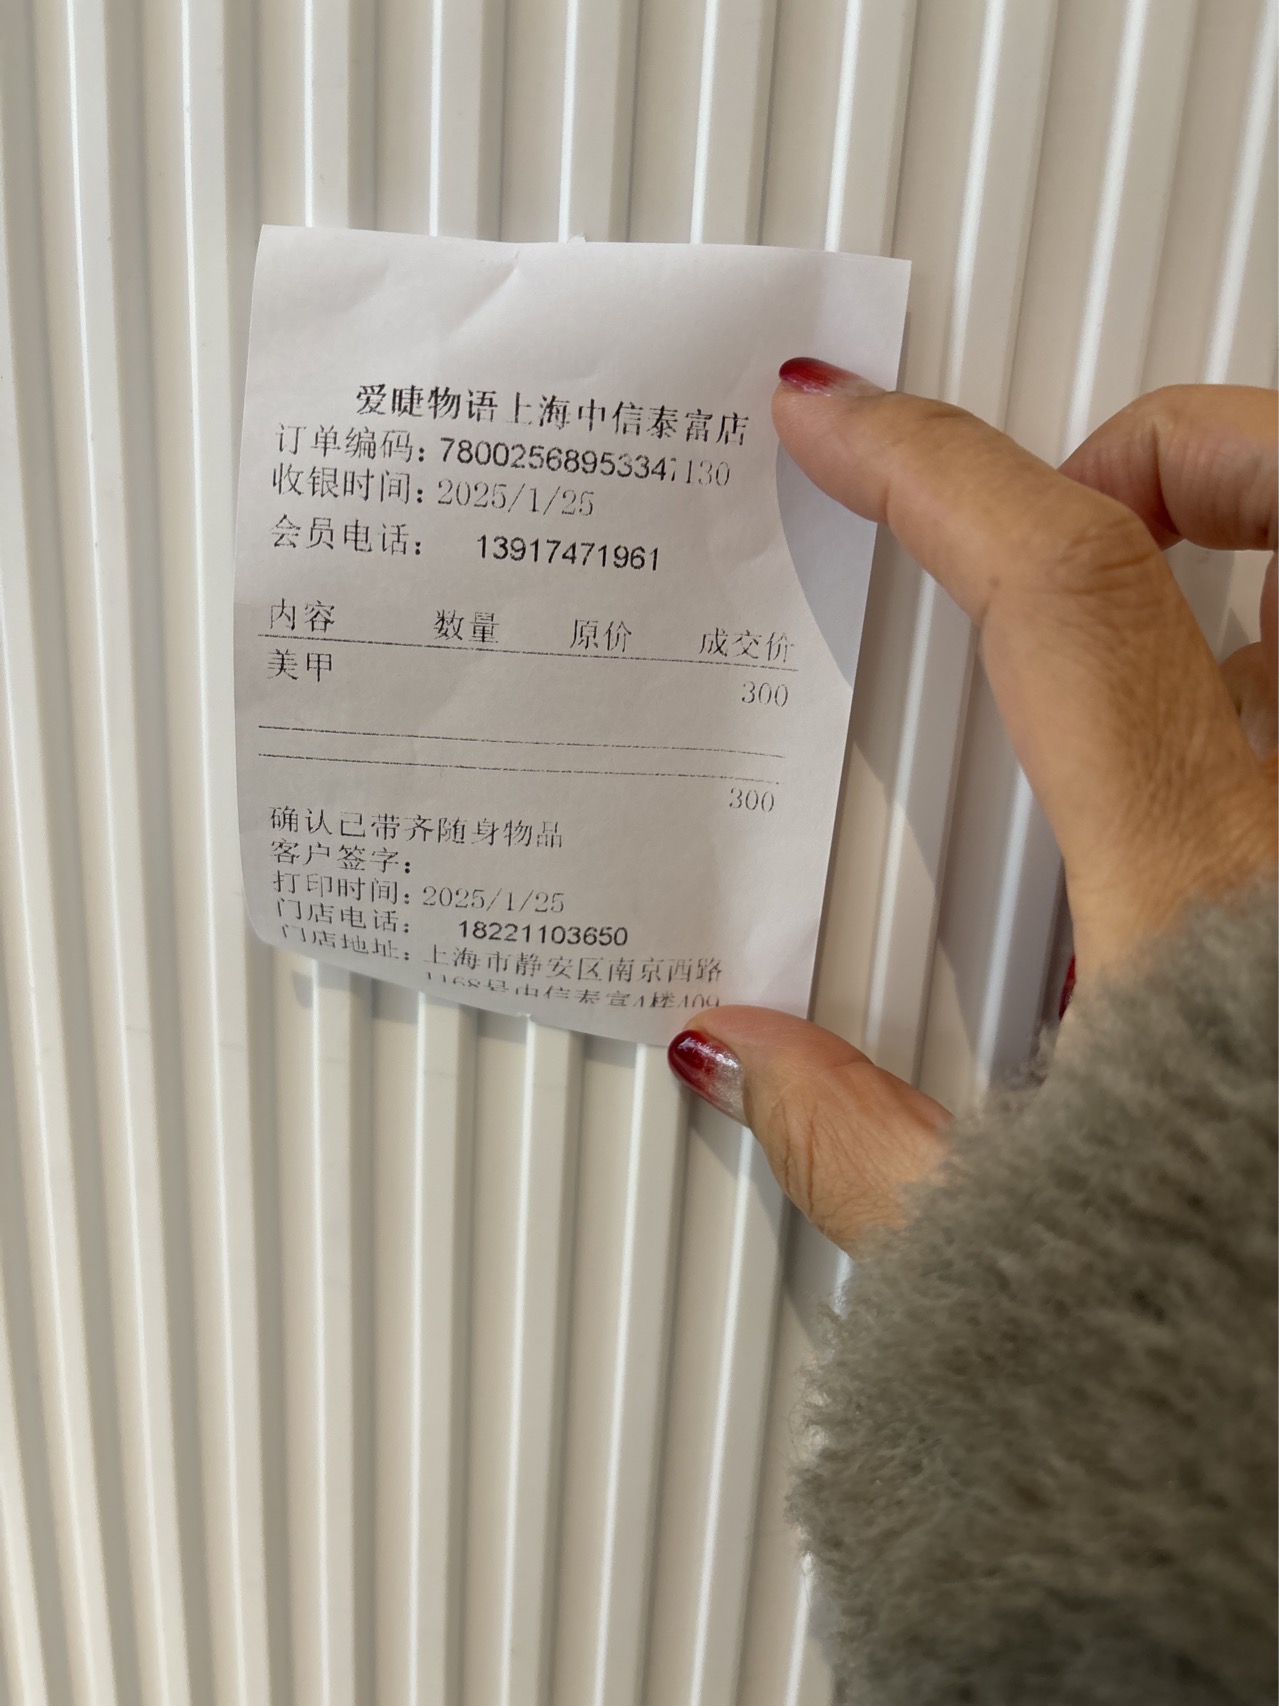 爱睫物语上海中信泰富店
订单编码：78002568953347130
收银时间：2025/1/25
会员电话： 13917471961
内容 数量 原价 成交价
美甲 300
300
确认已带齐随身物品
客户签字：
打印时间：2025/1/25
门店电话： 18221103650
门店地址：上海市静安区南京西路
1168号中信泰富4楼409